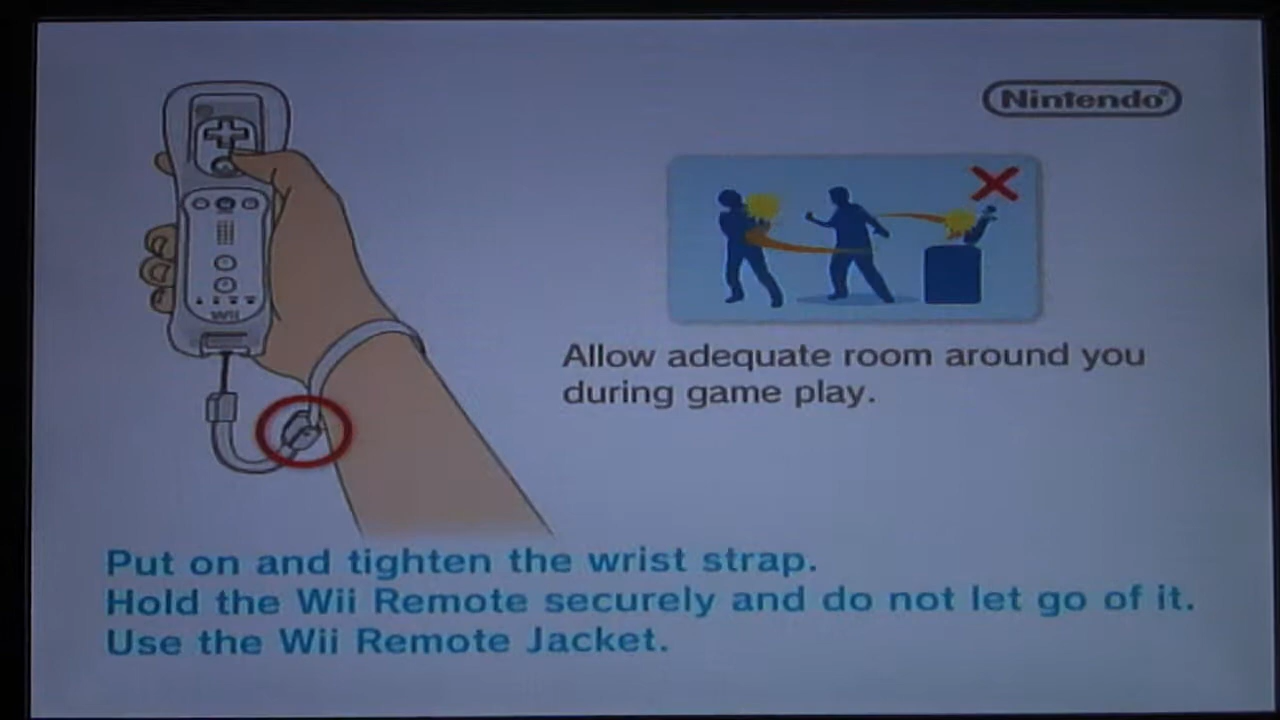 Nintendo®
Allow adequate room around you
during game play.
Wii
Put on and tighten the wrist strap.
Hold the Wii Remote securely and do not let go of it.
Use the Wii Remote Jacket.